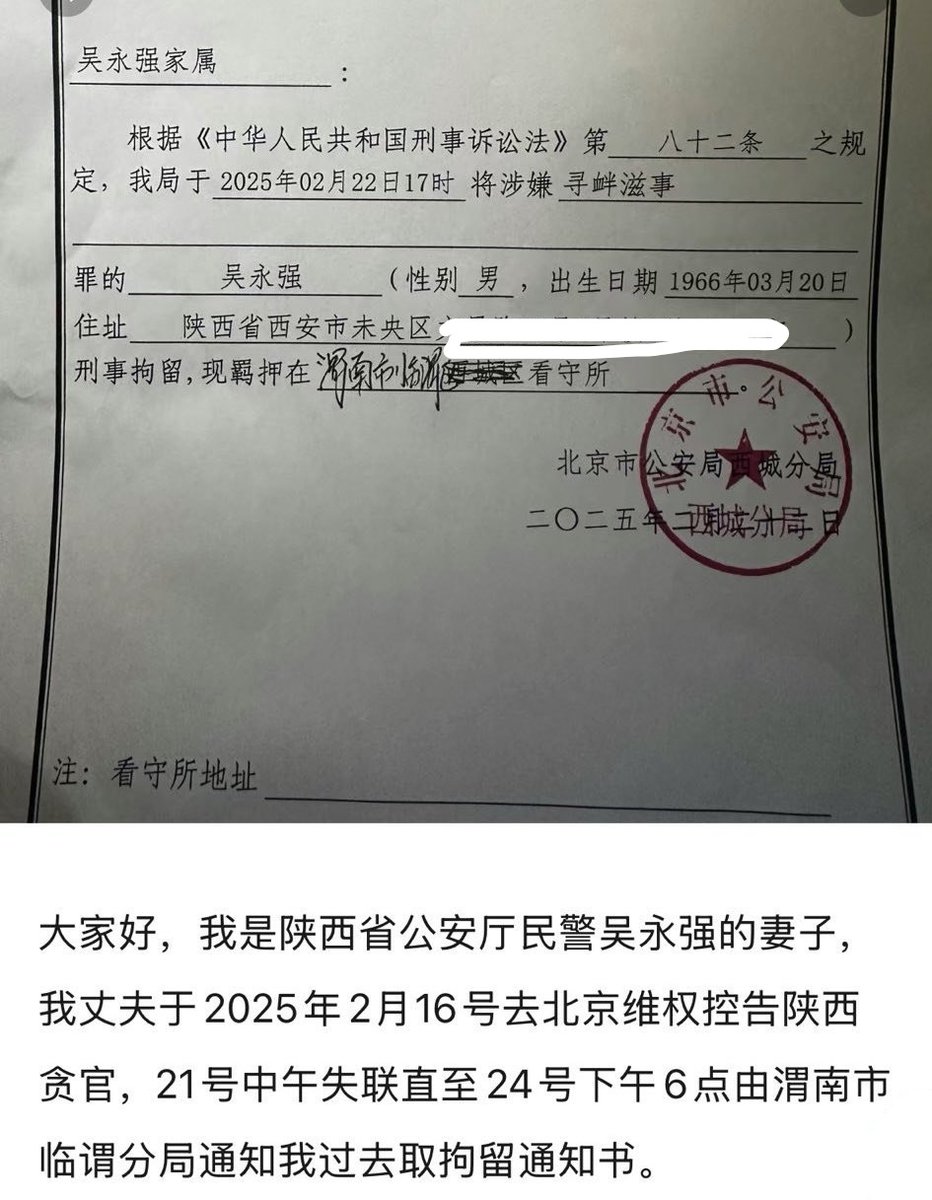 吴永强家属 :
根据《中华人民共和国刑事诉讼法》第 八十二条 之规
定，我局于 2025年02月22日17时 将涉嫌 寻衅滋事
罪的 吴永强 (性别 男 ，出生日期 1966年03月20日
住址 陕西省西安市未央区 )
刑事拘留,现羁押在 渭南市临渭 西城区看守所 。
北京市公安局西城分局
二〇二五年二月 日
北京市公安局
西城分局
注：看守所地址
大家好，我是陕西省公安厅民警吴永强的妻子，
我丈夫于2025年2月16号去北京维权控告陕西
贪官，21号中午失联直至24号下午6点由渭南市
临谓分局通知我过去取拘留通知书。